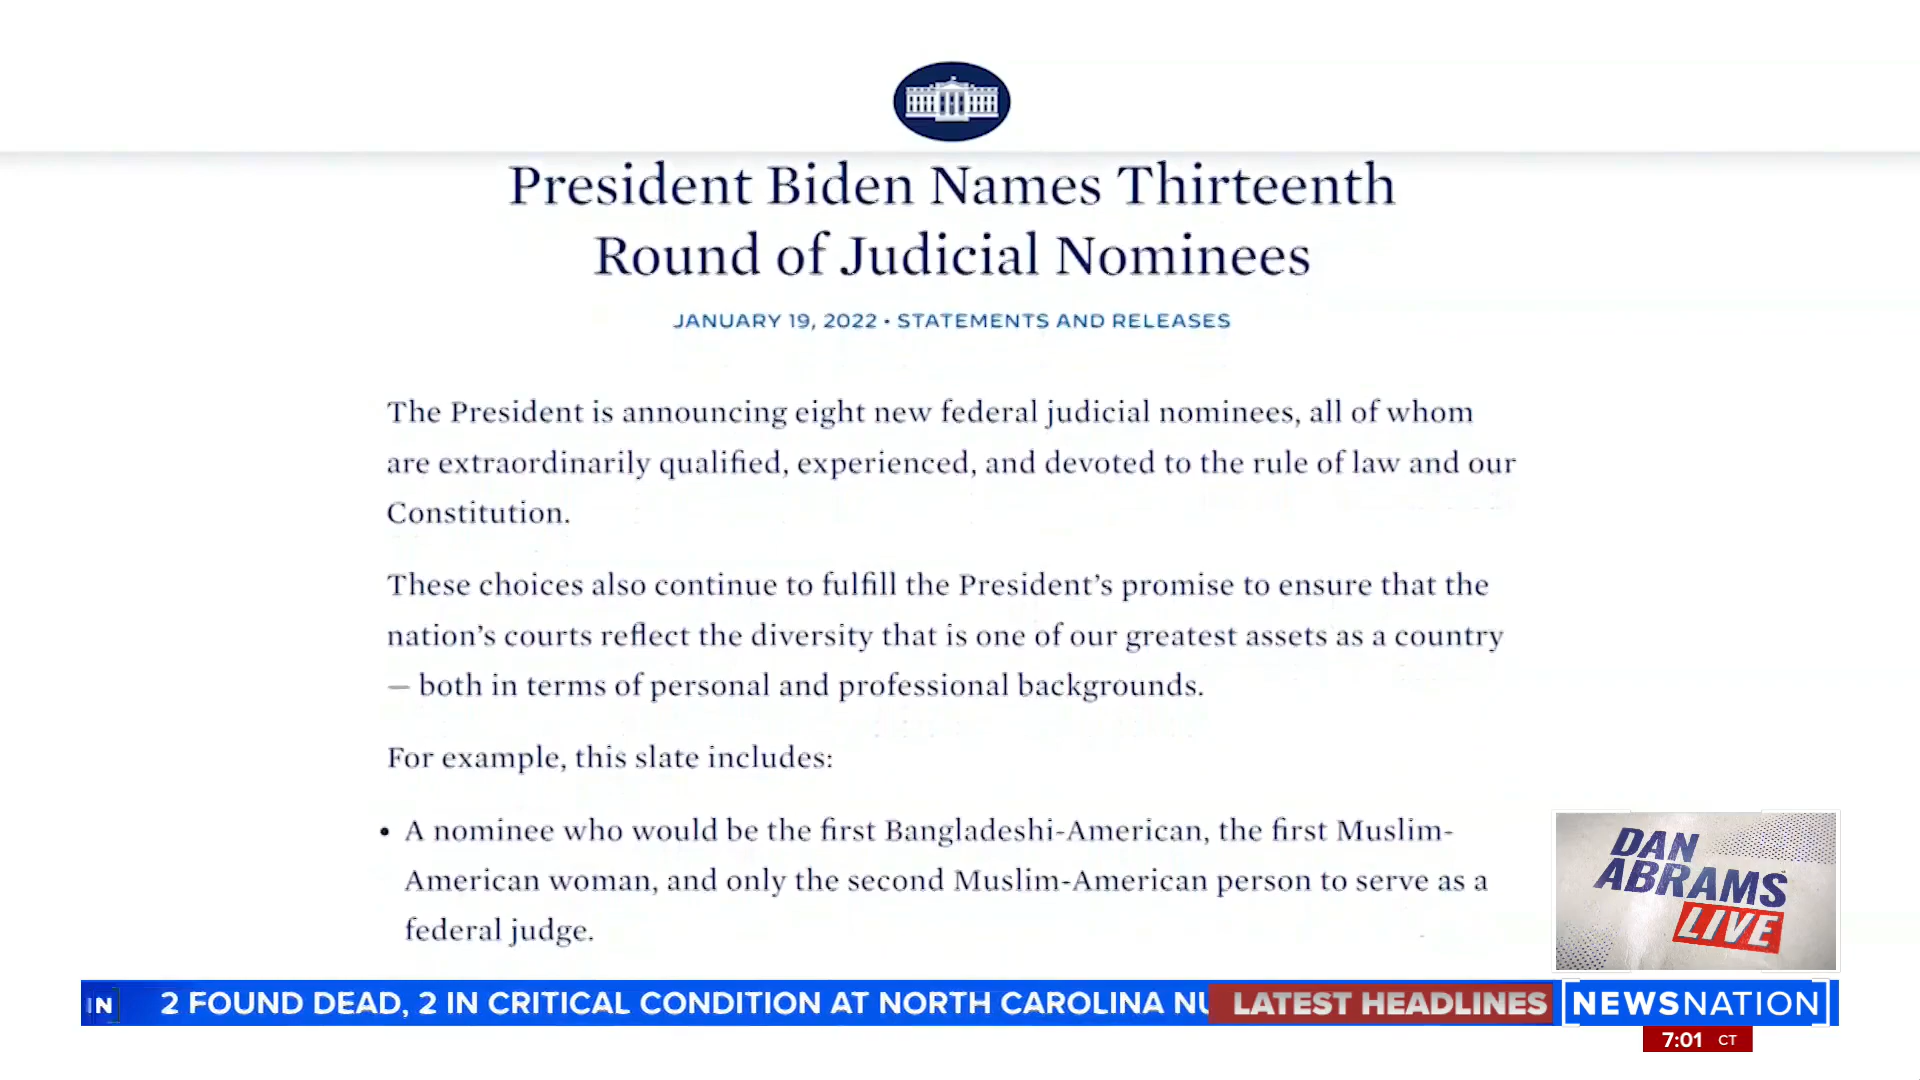 President Biden Names Thirteenth
Round of Judicial Nominees
JANUARY 19, 2022 • STATEMENTS AND RELEASES
The President is announcing eight new federal judicial nominees, all of whom
are extraordinarily qualified, experienced, and devoted to the rule of law and our
Constitution.
These choices also continue to fulfill the President’s promise to ensure that the
nation’s courts reflect the diversity that is one of our greatest assets as a country
— both in terms of personal and professional backgrounds.
For example, this slate includes:
• A nominee who would be the first Bangladeshi-American, the first Muslim-
American woman, and only the second Muslim-American person to serve as a
federal judge.
DAN
ABRAMS
LIVE
2 FOUND DEAD, 2 IN CRITICAL CONDITION AT NORTH CAROLINA
LATEST HEADLINES
NEWSNATION
7:01 CT